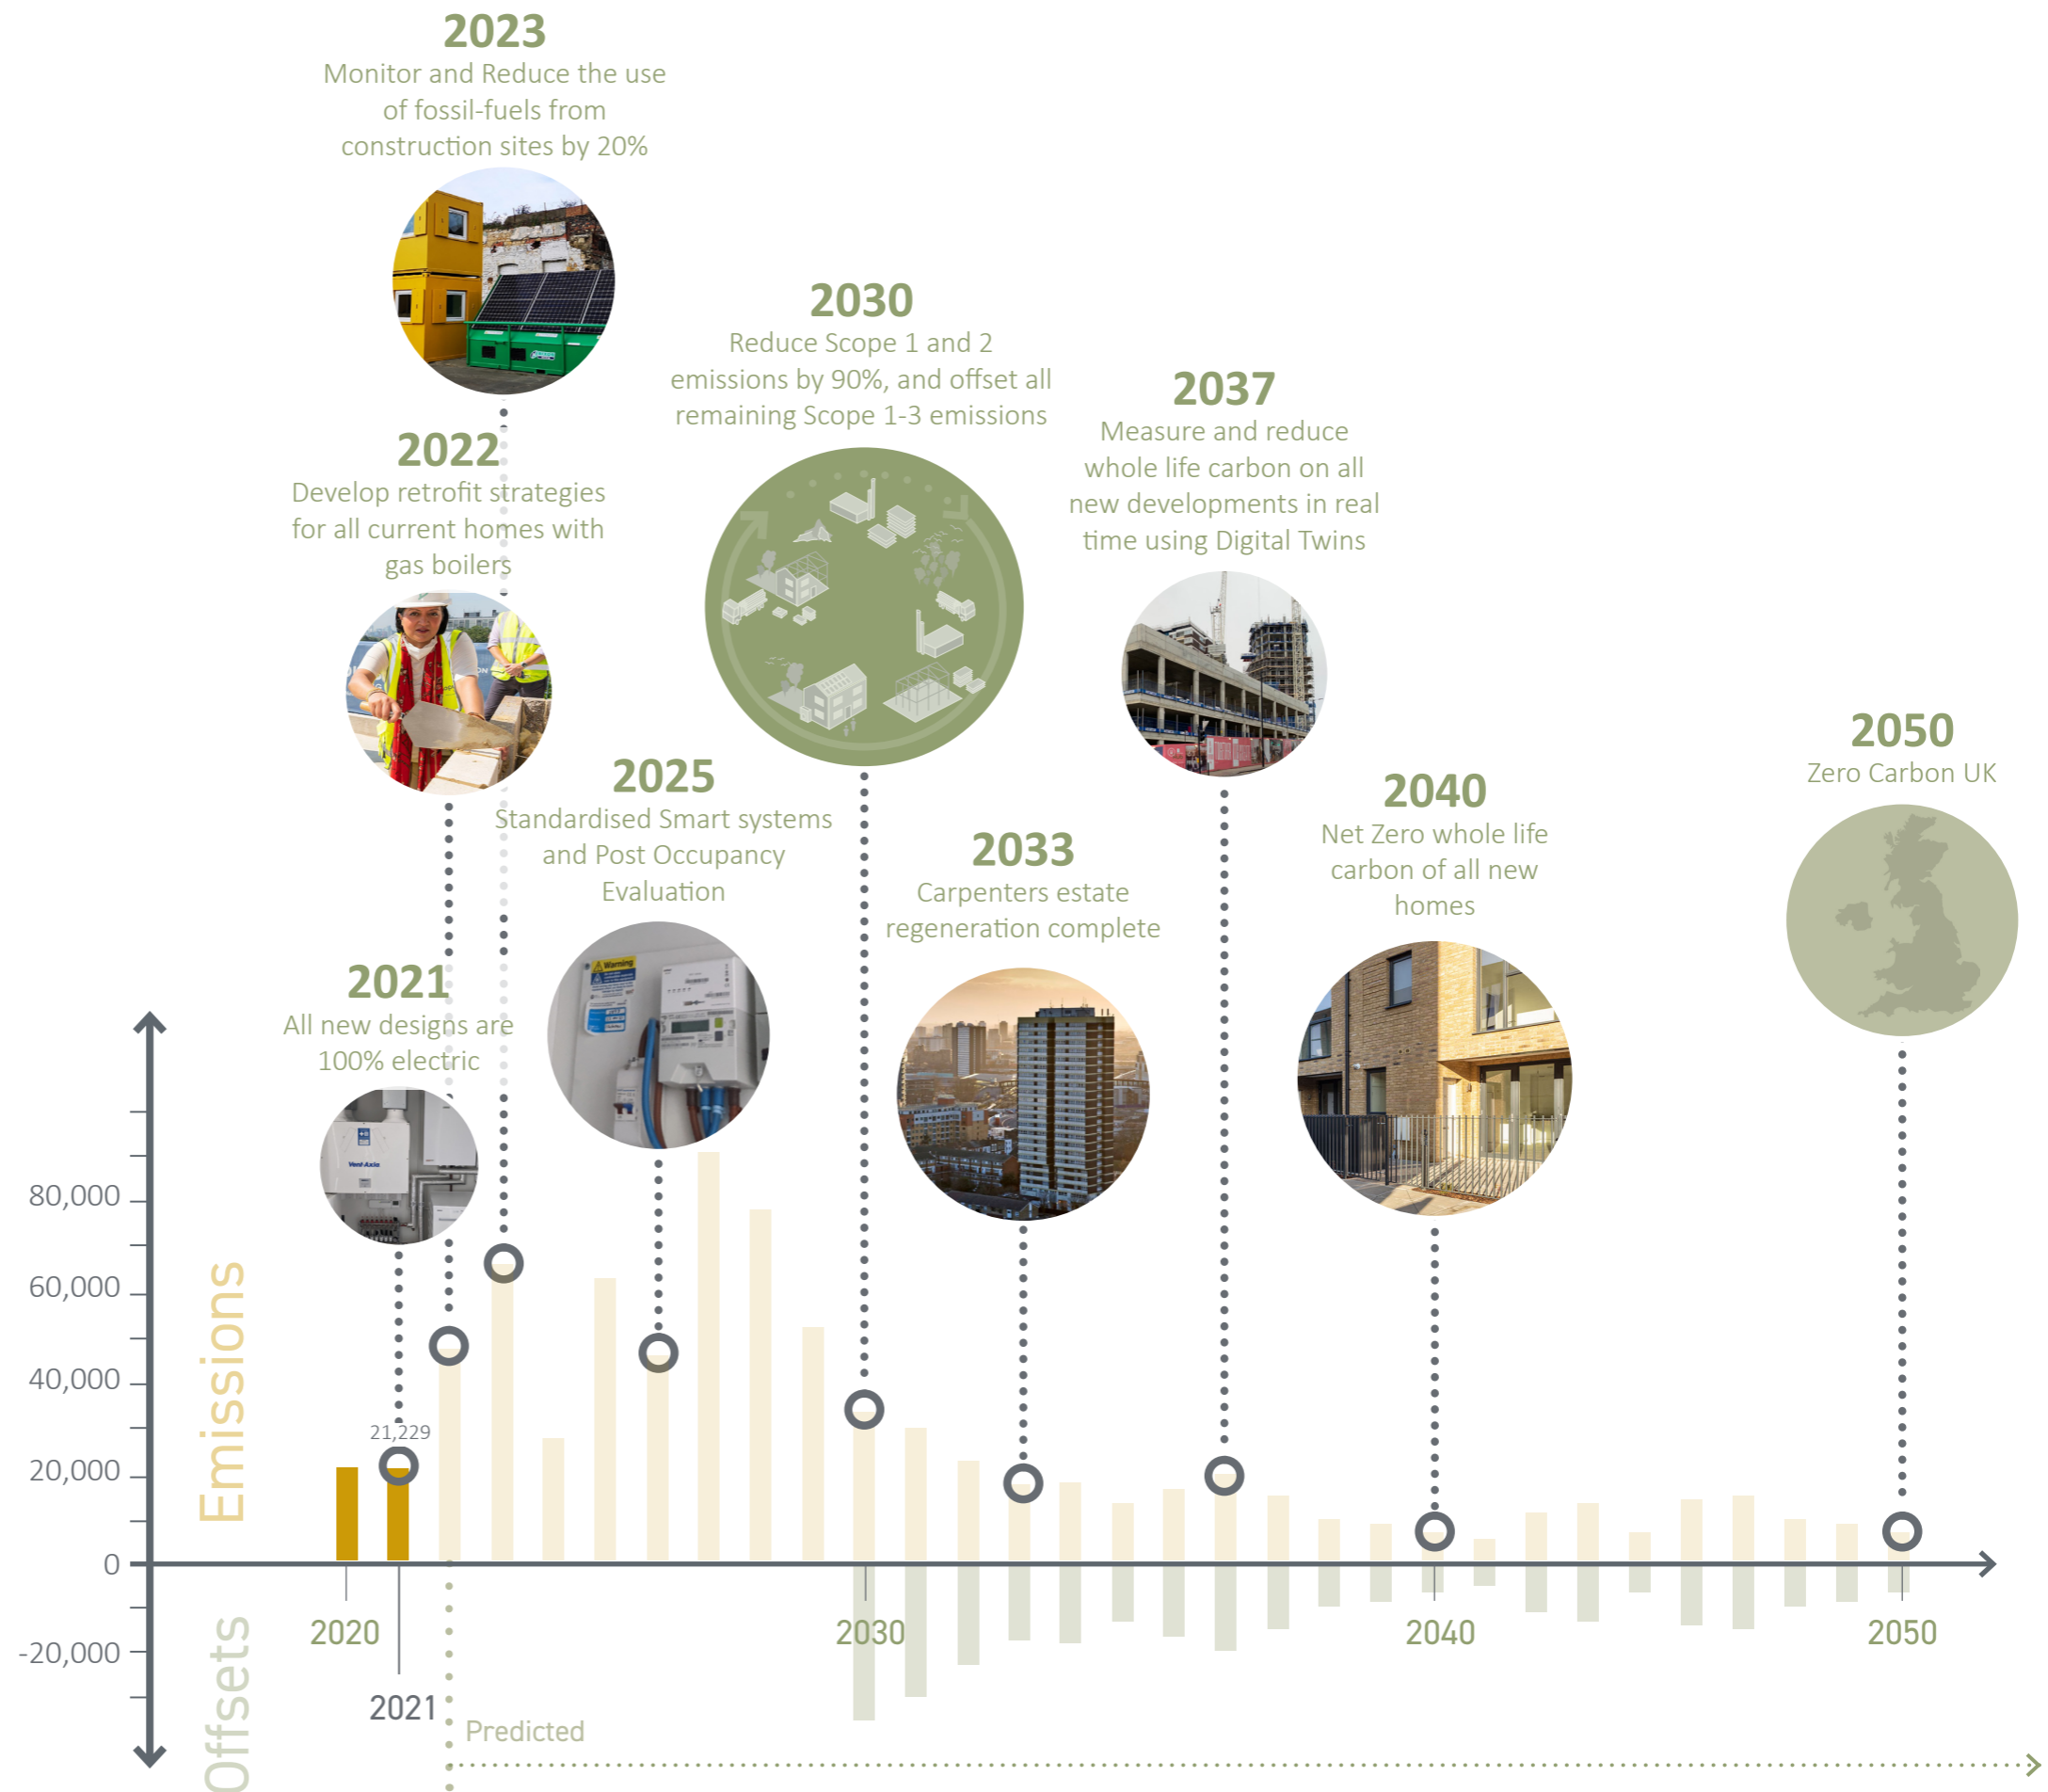 2023
Monitor and Reduce the use
of fossil-fuels from
construction sites by 20%
2022
Develop retrofit strategies
for all current homes with
gas boilers
2021
All new designs are
100% electric
Vent-Axia
2025
Standardised Smart systems
and Post Occupancy
Evaluation
Warning
2030
Reduce Scope 1 and 2
emissions by 90%, and offset all
remaining Scope 1-3 emissions
2033
Carpenters estate
regeneration complete
2037
Measure and reduce
whole life carbon on all
new developments in real
time using Digital Twins
2040
Net Zero whole life
carbon of all new
homes
2050
Zero Carbon UK
80,000
60,000
40,000
20,000
0
-20,000
Emissions
Offsets
21,229
2020
2021
2030
2040
2050
Predicted